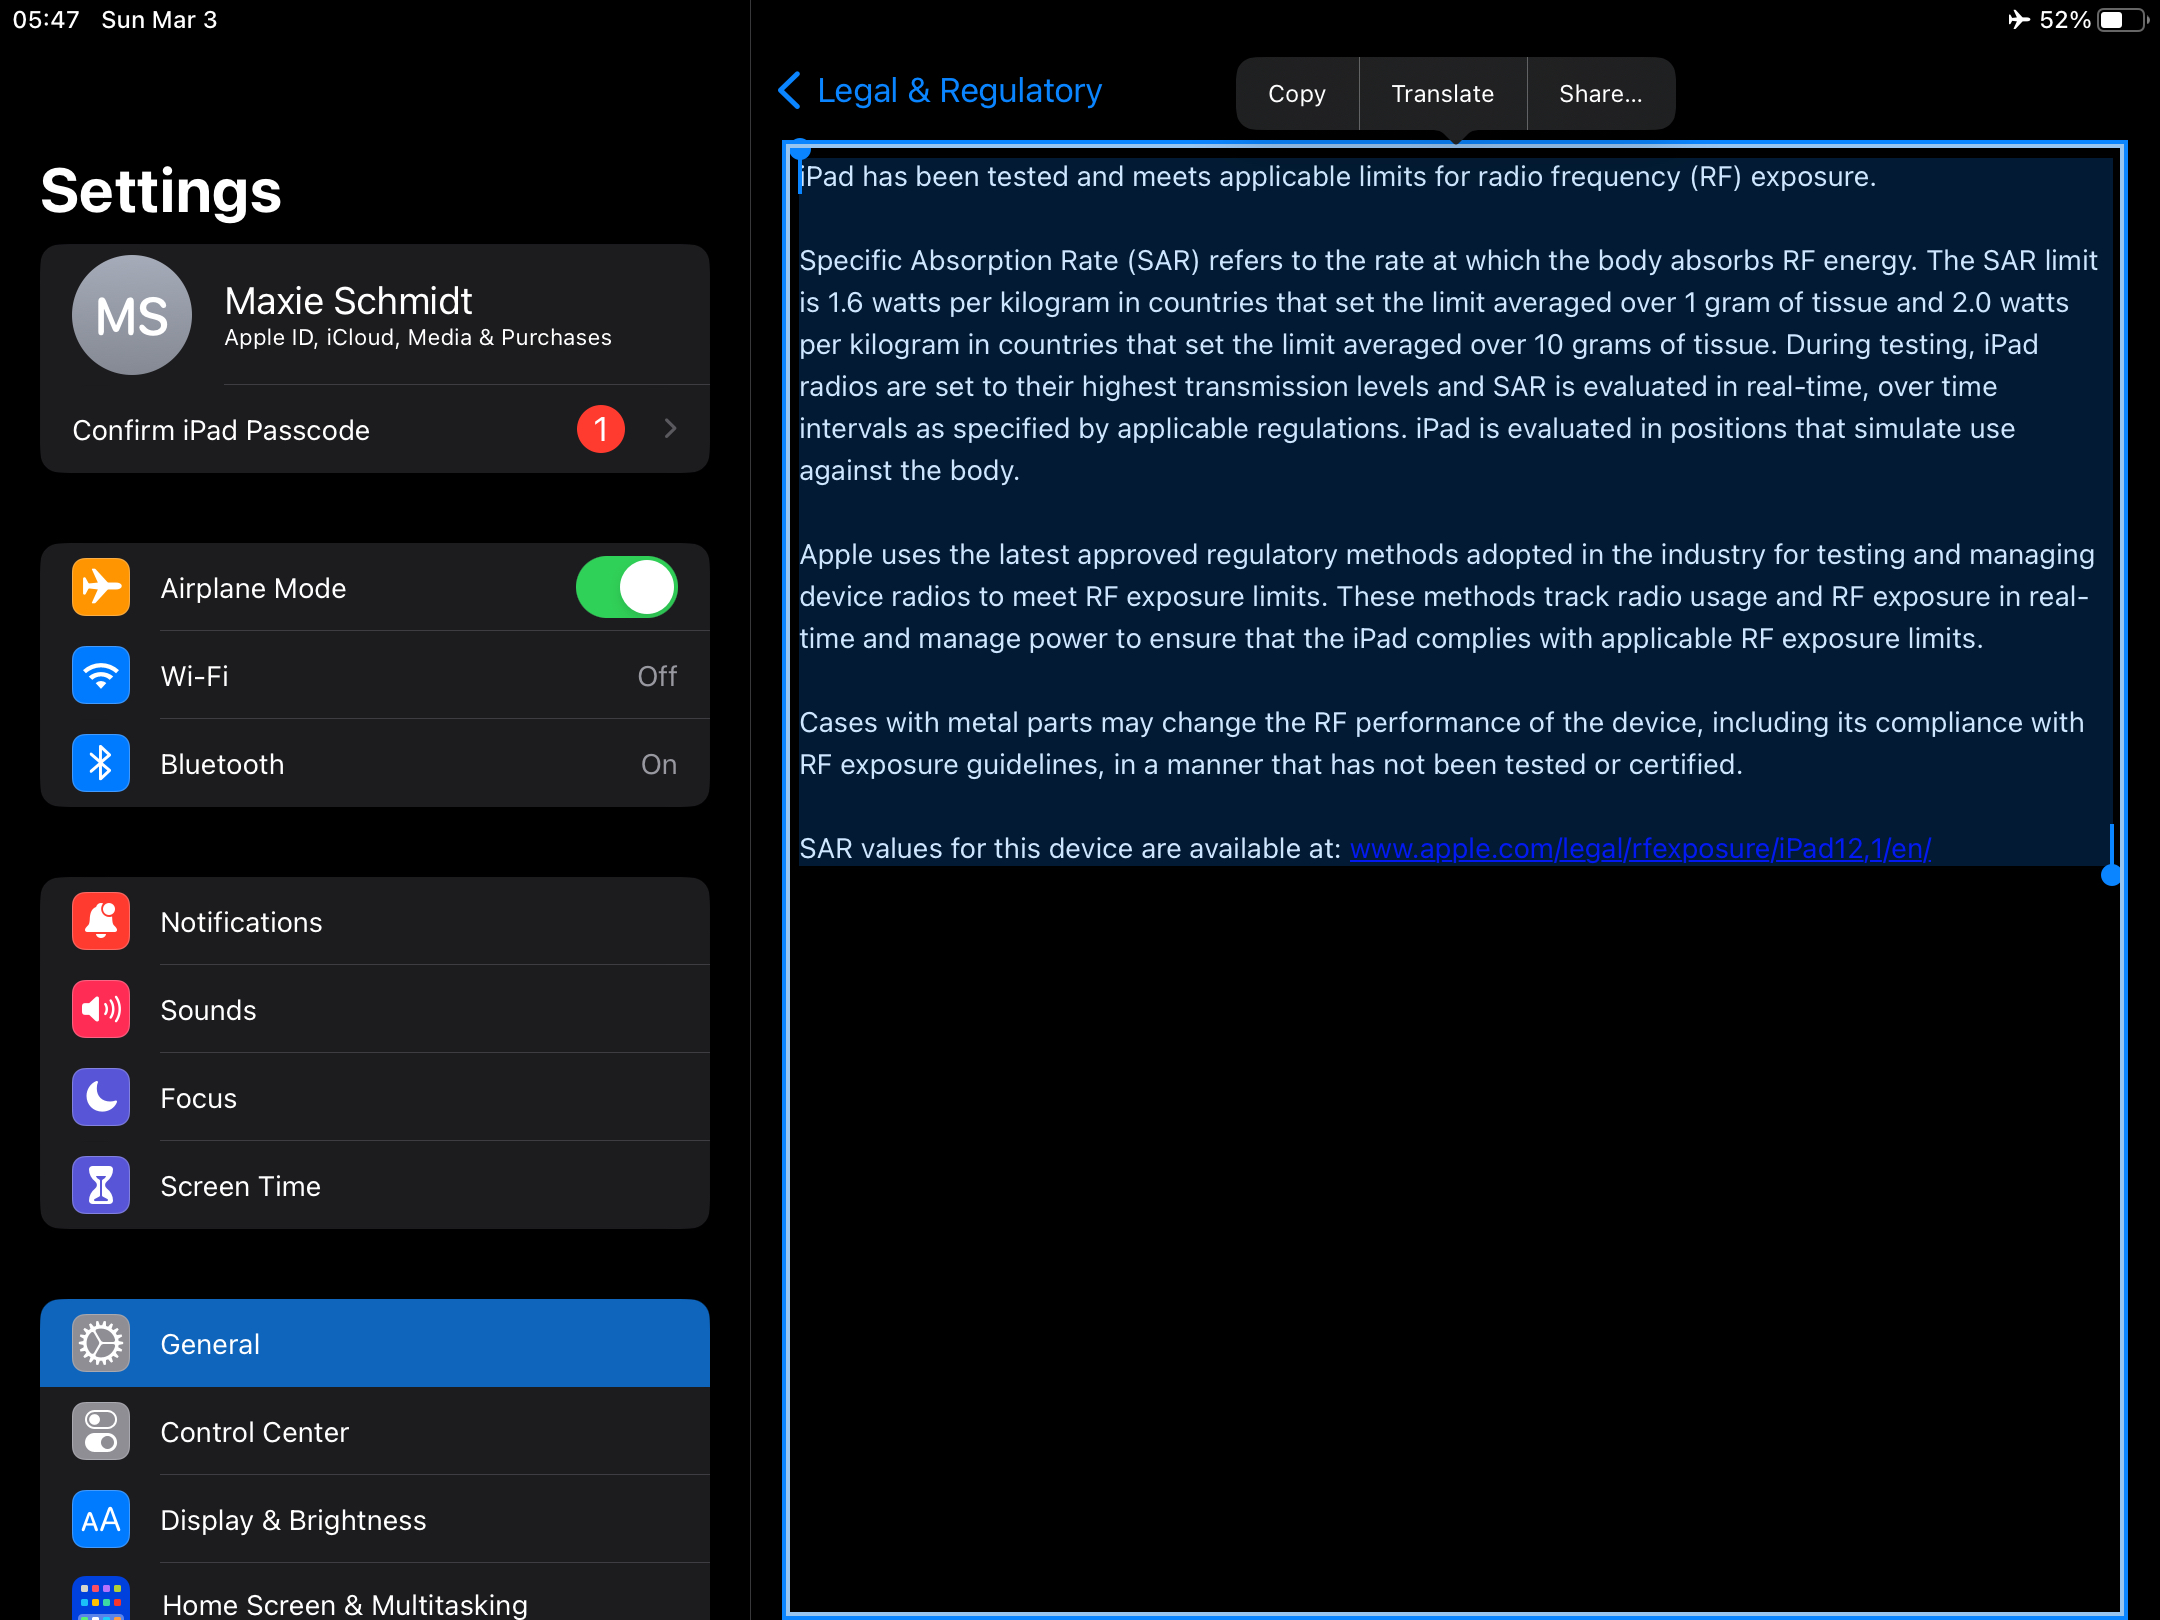 05:47 Sun Mar 3
52%
Settings
MS
Maxie Schmidt
Apple ID, iCloud, Media & Purchases
Confirm iPad Passcode
1
Airplane Mode
Wi-Fi
Off
Bluetooth
On
Notifications
Sounds
Focus
Screen Time
General
Control Center
AA
Display & Brightness
Home Screen & Multitasking
Legal & Regulatory
Copy
Translate
Share...
iPad has been tested and meets applicable limits for radio frequency (RF) exposure.
Specific Absorption Rate (SAR) refers to the rate at which the body absorbs RF energy. The SAR limit
is 1.6 watts per kilogram in countries that set the limit averaged over 1 gram of tissue and 2.0 watts
per kilogram in countries that set the limit averaged over 10 grams of tissue. During testing, iPad
radios are set to their highest transmission levels and SAR is evaluated in real-time, over time
intervals as specified by applicable regulations. iPad is evaluated in positions that simulate use
against the body.
Apple uses the latest approved regulatory methods adopted in the industry for testing and managing
device radios to meet RF exposure limits. These methods track radio usage and RF exposure in real-
time and manage power to ensure that the iPad complies with applicable RF exposure limits.
Cases with metal parts may change the RF performance of the device, including its compliance with
RF exposure guidelines, in a manner that has not been tested or certified.
SAR values for this device are available at: www.apple.com/legal/rfexposure/iPad12,1/en/